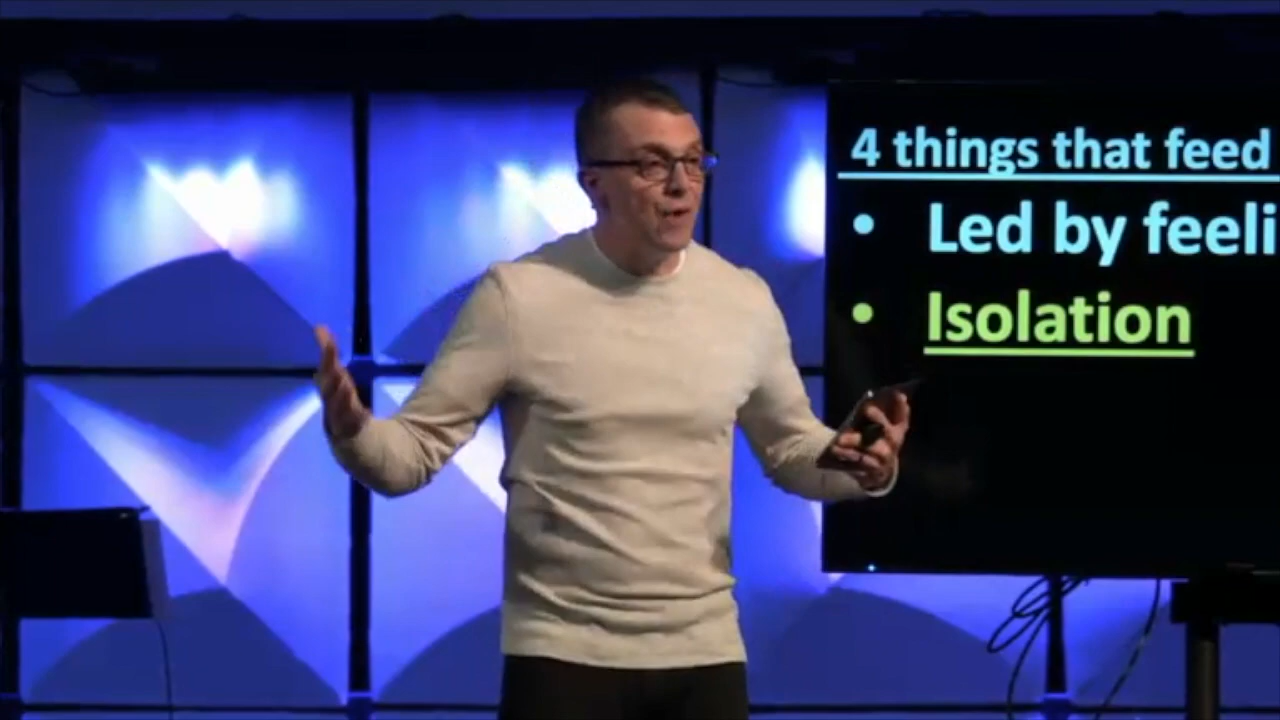 4 things that feed
• Led by feeli
• Isolation